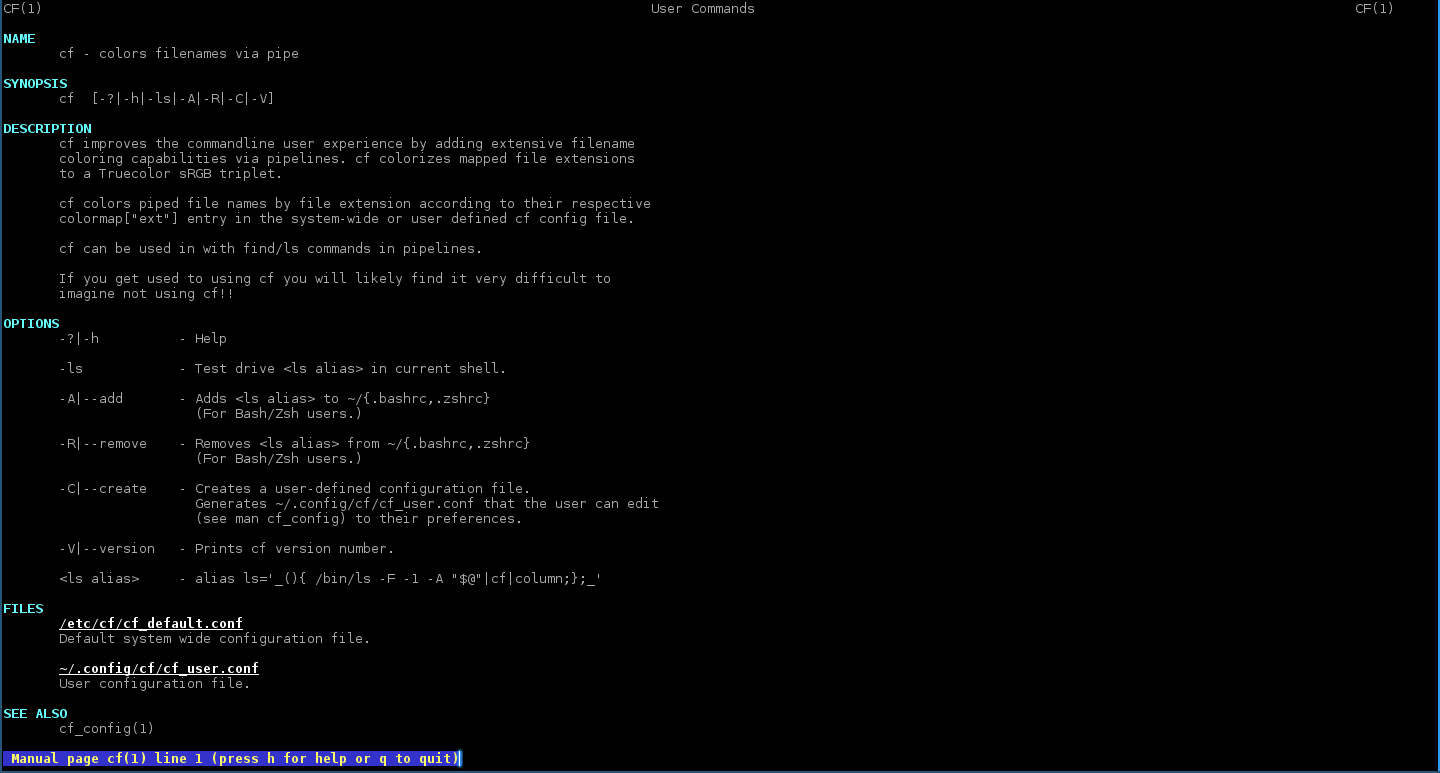 CF(1) User Commands CF(1)
NAME
cf - colors filenames via pipe
SYNOPSIS
cf [-?|-h|-ls|-A|-R|-C|-V]
DESCRIPTION
cf improves the commandline user experience by adding extensive filename
coloring capabilities via pipelines. cf colorizes mapped file extensions
to a Truecolor sRGB triplet.
cf colors piped file names by file extension according to their respective
colormap["ext"] entry in the system-wide or user defined cf config file.
cf can be used in with find/ls commands in pipelines.
If you get used to using cf you will likely find it very difficult to
imagine not using cf!!
OPTIONS
-?|-h - Help
-ls - Test drive <ls alias> in current shell.
-A|--add - Adds <ls alias> to ~/{.bashrc,.zshrc}
(For Bash/Zsh users.)
-R|--remove - Removes <ls alias> from ~/{.bashrc,.zshrc}
(For Bash/Zsh users.)
-C|--create - Creates a user-defined configuration file.
Generates ~/.config/cf/cf_user.conf that the user can edit
(see man cf_config) to their preferences.
-V|--version - Prints cf version number.
<ls alias> - alias ls='_(){ /bin/ls -F -1 -A "$@"|cf|column;};_'
FILES
/etc/cf/cf_default.conf
Default system wide configuration file.
~/.config/cf/cf_user.conf
User configuration file.
SEE ALSO
cf_config(1)
Manual page cf(1) line 1 (press h for help or q to quit)